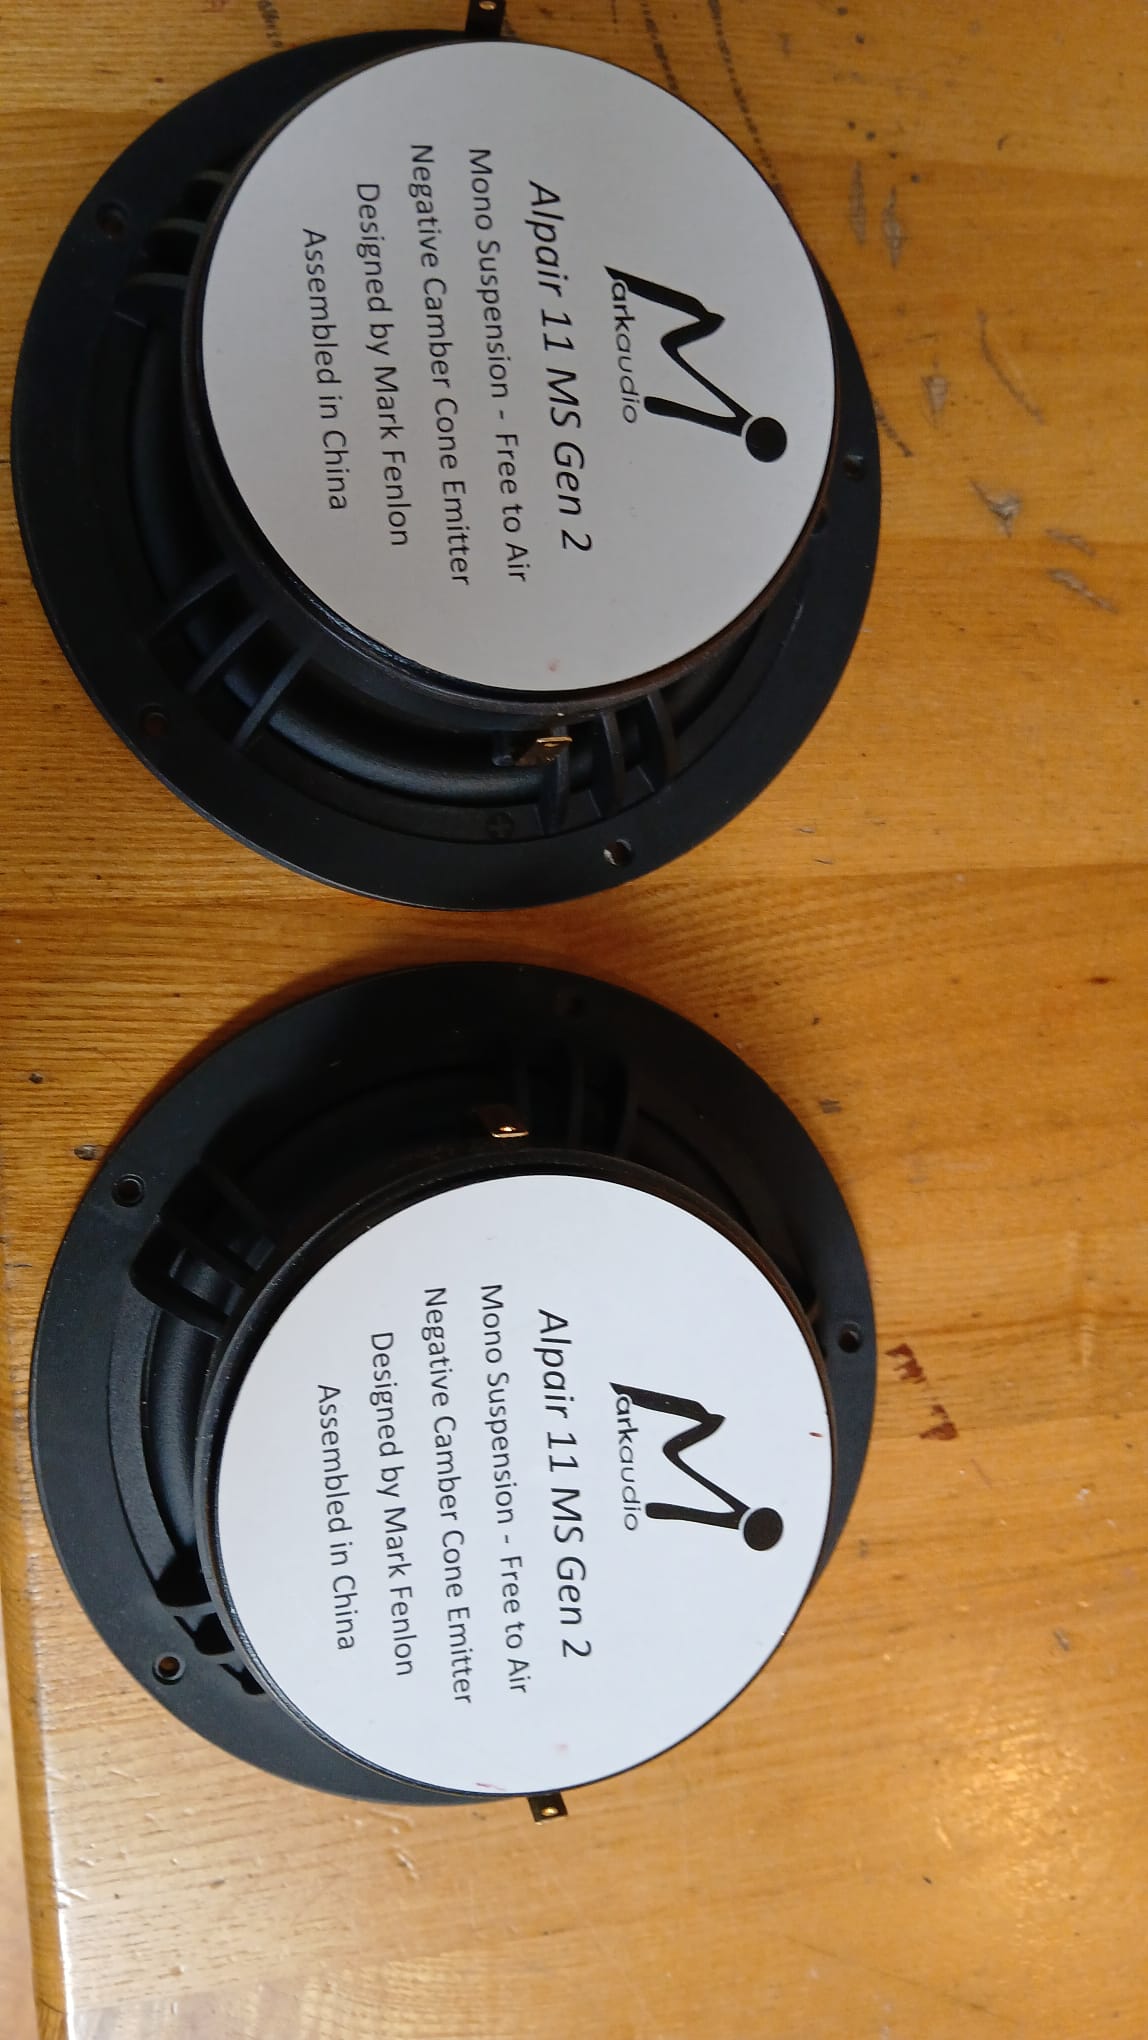 Markaudio
Alpair 11 MS Gen 2
Mono Suspension - Free to Air
Negative Camber Cone Emitter
Designed by Mark Fenlon
Assembled in China
+
Markaudio
Alpair 11 MS Gen 2
Mono Suspension - Free to Air
Negative Camber Cone Emitter
Designed by Mark Fenlon
Assembled in China